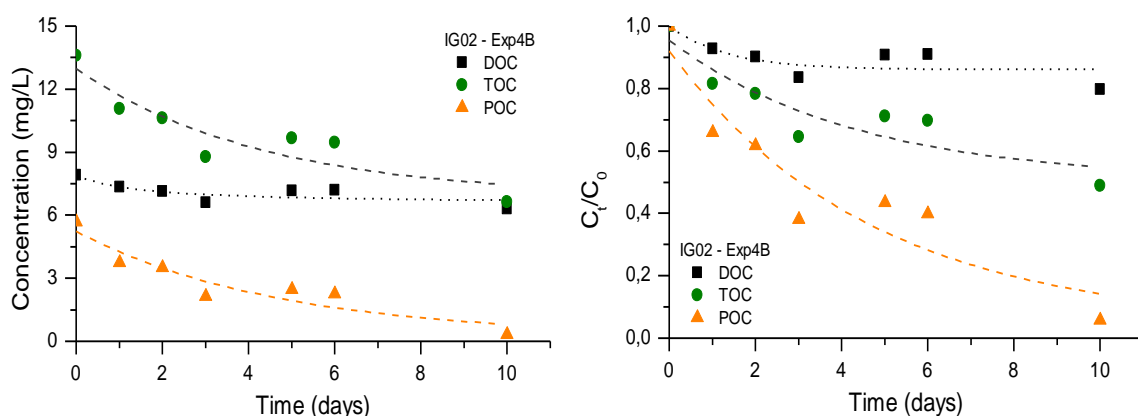 15
12
9
6
3
0
Concentration (mg/L)
IG02 - Exp4B
DOC
TOC
POC
0 2 4 6 8 10
Time (days)
1,0
0,8
0,6
0,4
0,2
0,0
C_t/C_0
IG02 - Exp4B
DOC
TOC
POC
0 2 4 6 8 10
Time (days)